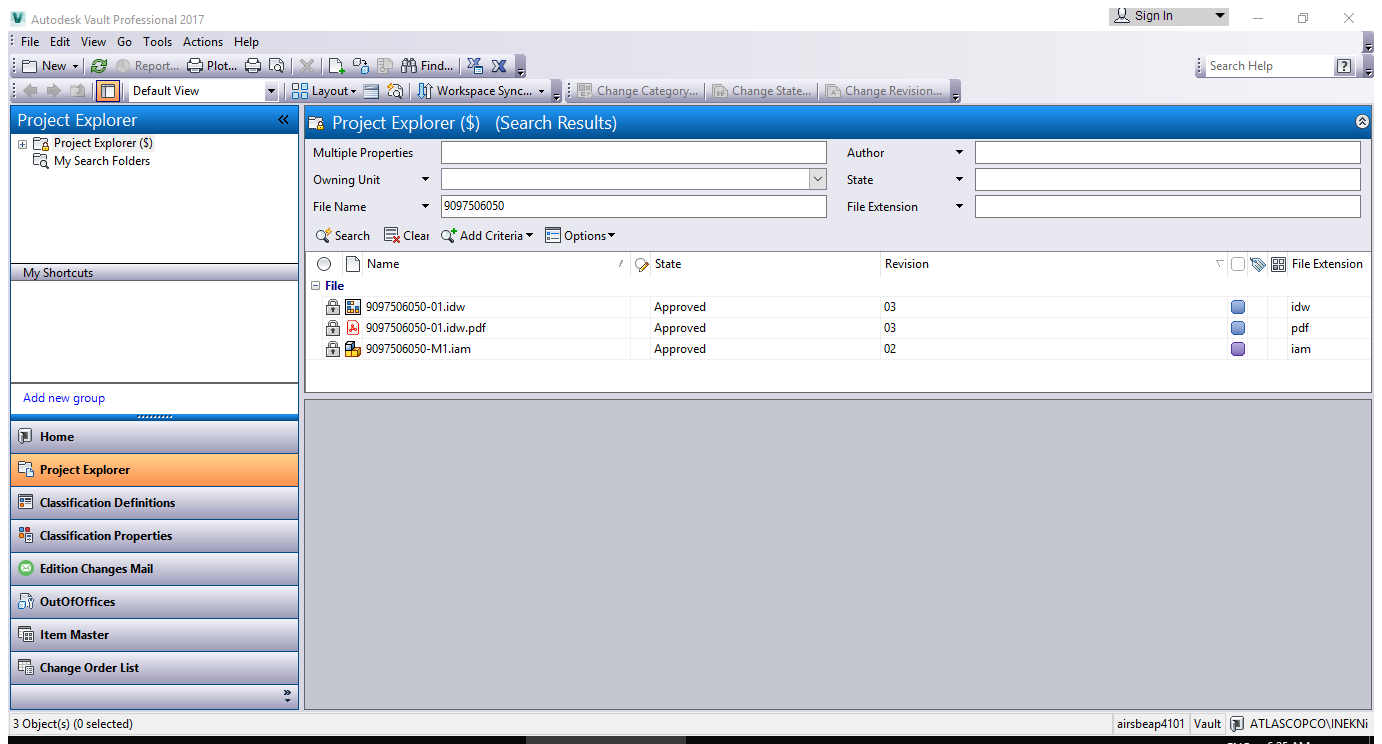 Autodesk Vault Professional 2017
Sign In
File Edit View Go Tools Actions Help
New Report... Plot... Find...
Search Help
Default View Layout Workspace Sync... Change Category... Change State... Change Revision...
Project Explorer
Project Explorer ($)
My Search Folders
My Shortcuts
Add new group
Home
Project Explorer
Classification Definitions
Classification Properties
Edition Changes Mail
OutOfOffices
Item Master
Change Order List
Project Explorer ($) (Search Results)
Multiple Properties Author
Owning Unit State
File Name 9097506050 File Extension
Search Clear Add Criteria Options
Name State Revision File Extension
File
9097506050-01.idw Approved 03 idw
9097506050-01.idw.pdf Approved 03 pdf
9097506050-M1.iam Approved 02 iam
3 Object(s) (0 selected)
airsbeap4101 Vault ATLASCOPCO\INEKNi